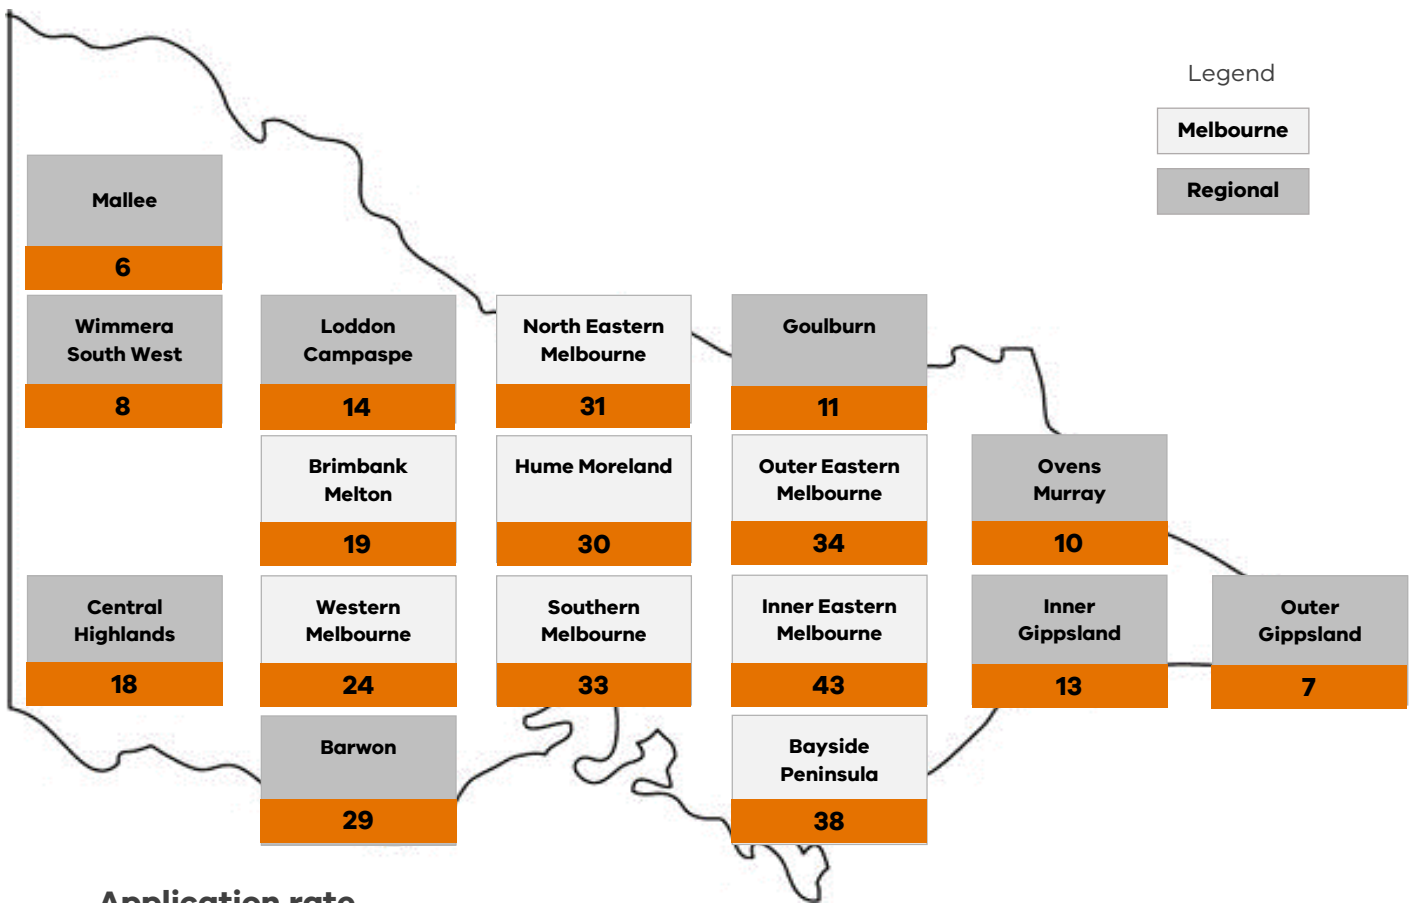 Legend
Melbourne
Regional
Mallee
6
Wimmera
South West
8
Loddon
Campaspe
14
North Eastern
Melbourne
31
Goulburn
11
Brimbank
Melton
19
Hume Moreland
30
Outer Eastern
Melbourne
34
Ovens
Murray
10
Central
Highlands
18
Western
Melbourne
24
Southern
Melbourne
33
Inner Eastern
Melbourne
43
Inner
Gippsland
13
Outer
Gippsland
7
Barwon
29
Bayside
Peninsula
38
Application rate